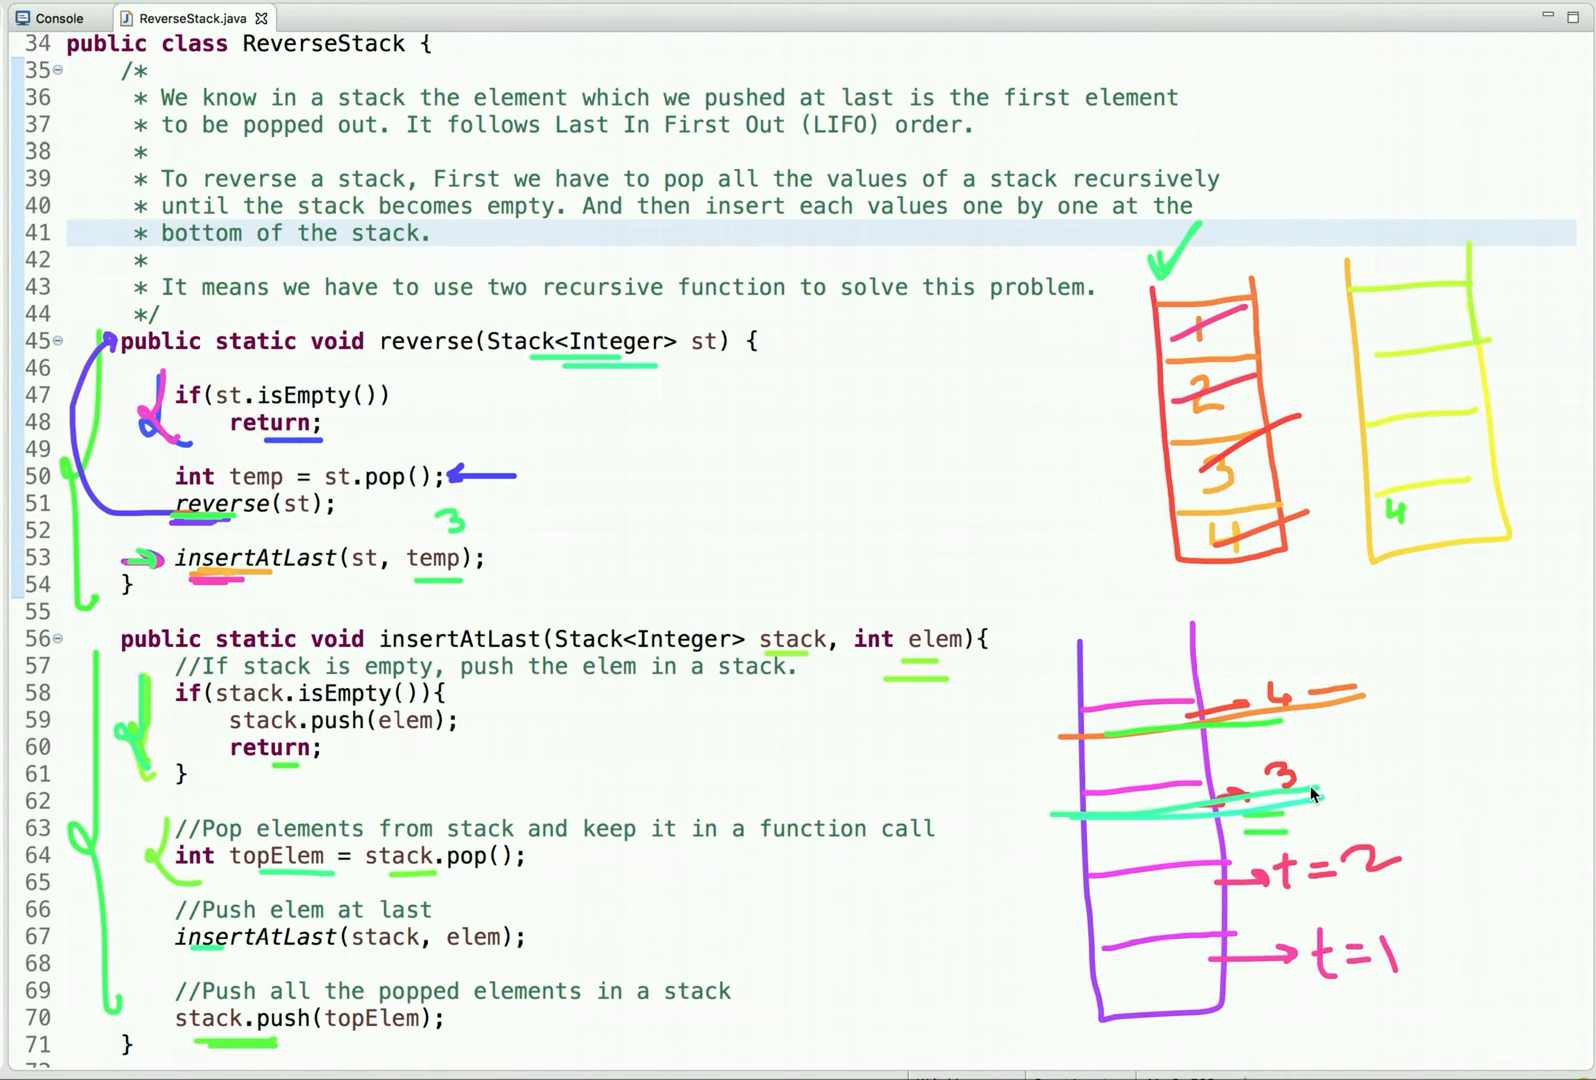 Console ReverseStack.java
34 public class ReverseStack {
35 /*
36 * We know in a stack the element which we pushed at last is the first element
37 * to be popped out. It follows Last In First Out (LIFO) order.
38 *
39 * To reverse a stack, First we have to pop all the values of a stack recursively
40 * until the stack becomes empty. And then insert each values one by one at the
41 * bottom of the stack.
42 *
43 * It means we have to use two recursive function to solve this problem.
44 */
45 public static void reverse(Stack<Integer> st) {
46
47 if(st.isEmpty())
48 return;
49
50 int temp = st.pop();
51 reverse(st);
52
53 insertAtLast(st, temp);
54 }
55
56 public static void insertAtLast(Stack<Integer> stack, int elem){
57 //If stack is empty, push the elem in a stack.
58 if(stack.isEmpty()){
59 stack.push(elem);
60 return;
61 }
62
63 //Pop elements from stack and keep it in a function call
64 int topElem = stack.pop();
65
66 //Push elem at last
67 insertAtLast(stack, elem);
68
69 //Push all the popped elements in a stack
70 stack.push(topElem);
71 }
3
1
2
3
4
4
4
3
t=2
t=1